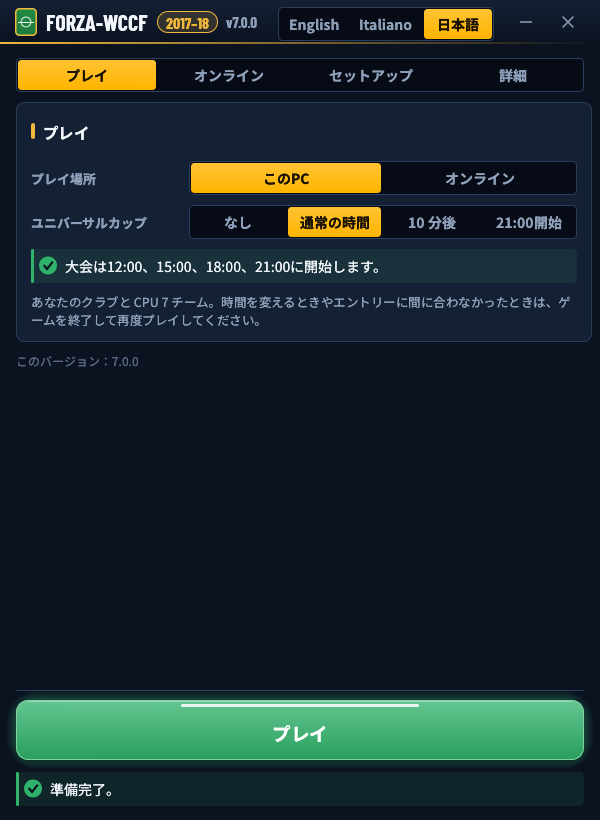 FORZA-WCCF 2017-18 v7.0.0 English Italiano 日本語
プレイ オンライン セットアップ 詳細
プレイ
プレイ場所 このPC オンライン
ユニバーサルカップ なし 通常の時間 10 分後 21:00開始
大会は12:00、15:00、18:00、21:00に開始します。
あなたのクラブと CPU 7 チーム。時間を変えるときやエントリーに間に合わなかったときは、ゲ
ームを終了して再度プレイしてください。
このバージョン：7.0.0
プレイ
準備完了。